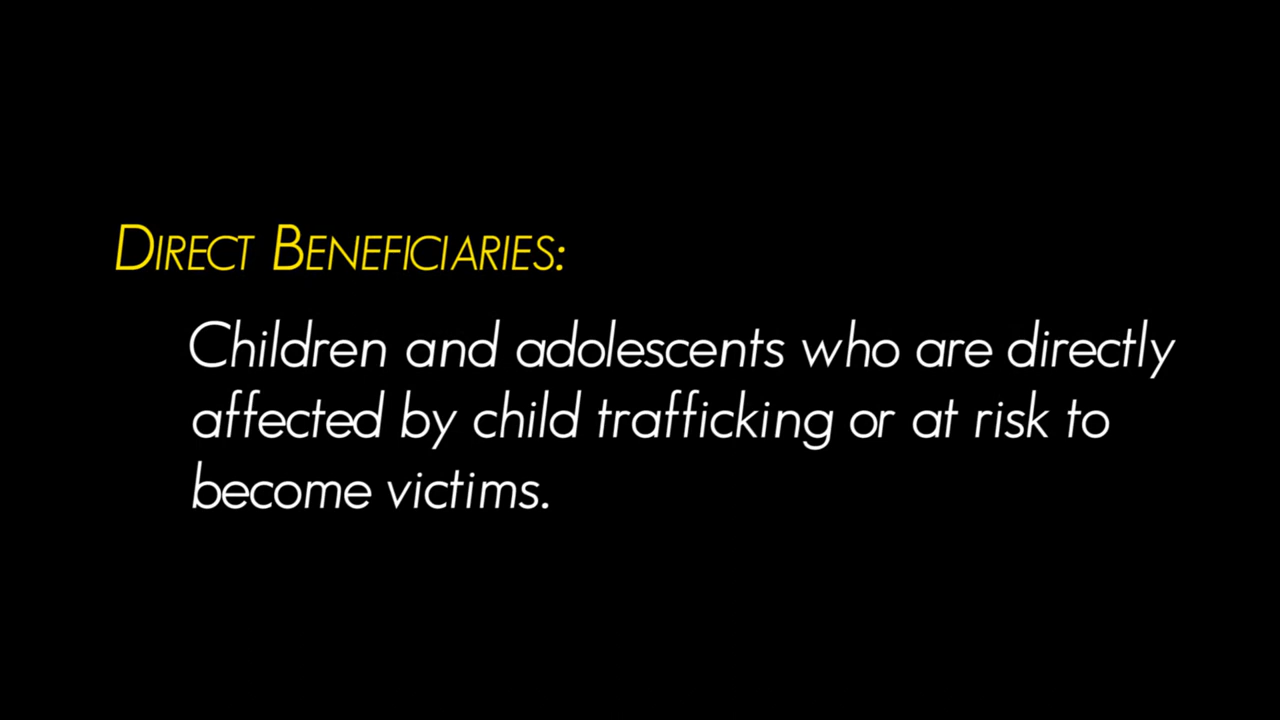 DIRECT BENEFICIARIES:
Children and adolescents who are directly
affected by child trafficking or at risk to
become victims.